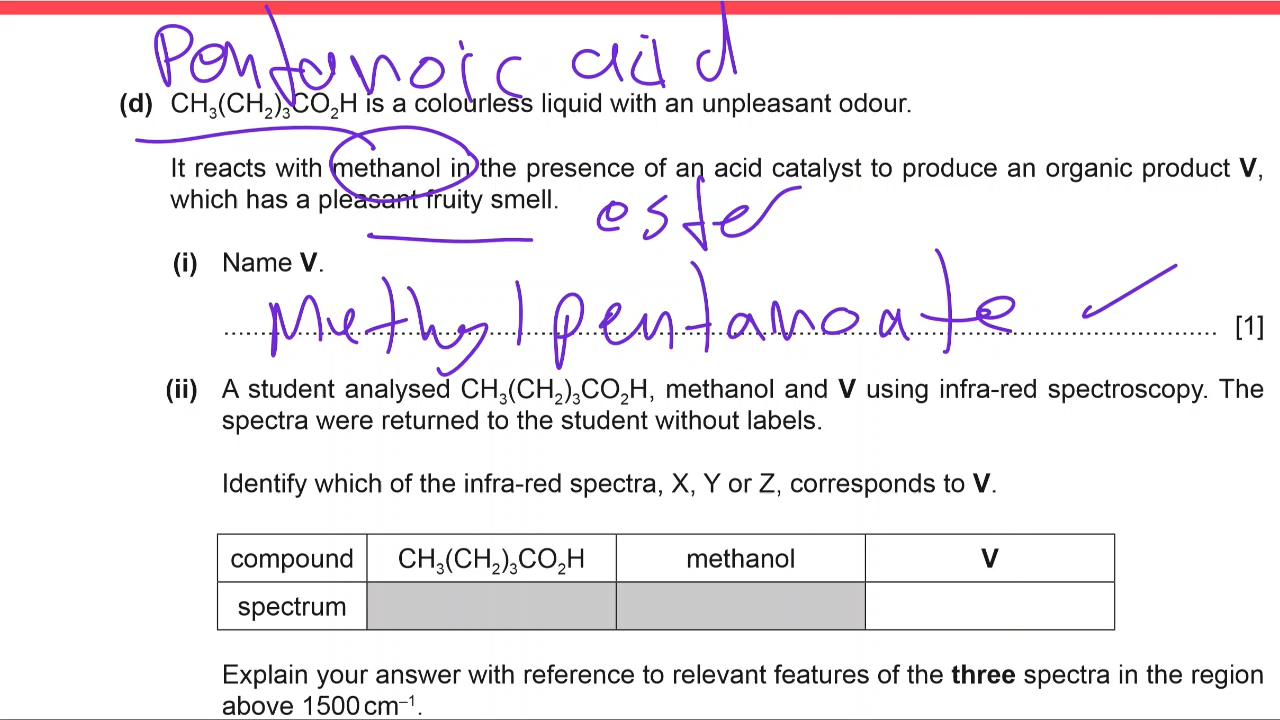 Pentanoic acid
(d) CH₃(CH₂)₃CO₂H is a colourless liquid with an unpleasant odour.
It reacts with methanol in the presence of an acid catalyst to produce an organic product V,
which has a pleasant fruity smell.
ester
(i) Name V.
Methyl pentanoate ✓
[1]
(ii) A student analysed CH₃(CH₂)₃CO₂H, methanol and V using infra-red spectroscopy. The
spectra were returned to the student without labels.
Identify which of the infra-red spectra, X, Y or Z, corresponds to V.
compound CH₃(CH₂)₃CO₂H methanol V
spectrum
Explain your answer with reference to relevant features of the three spectra in the region
above 1500 cm⁻¹.